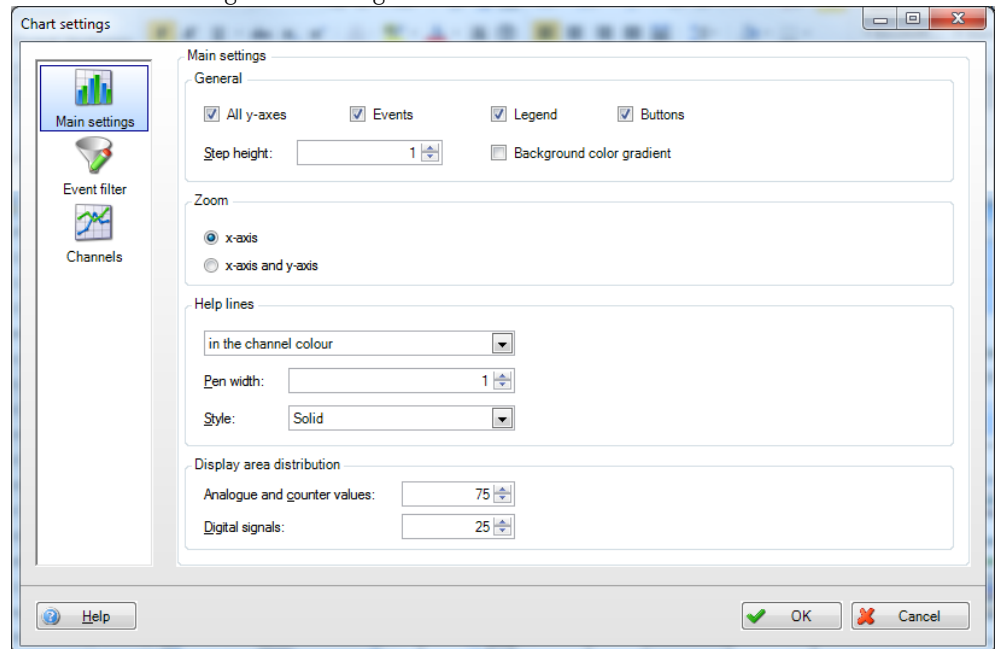 Chart settings
Main settings
Event filter
Channels
Main settings
General
All y-axes Events Legend Buttons
Step height: 1 Background color gradient
Zoom
x-axis
x-axis and y-axis
Help lines
in the channel colour
Pen width: 1
Style: Solid
Display area distribution
Analogue and counter values: 75
Digital signals: 25
Help OK Cancel